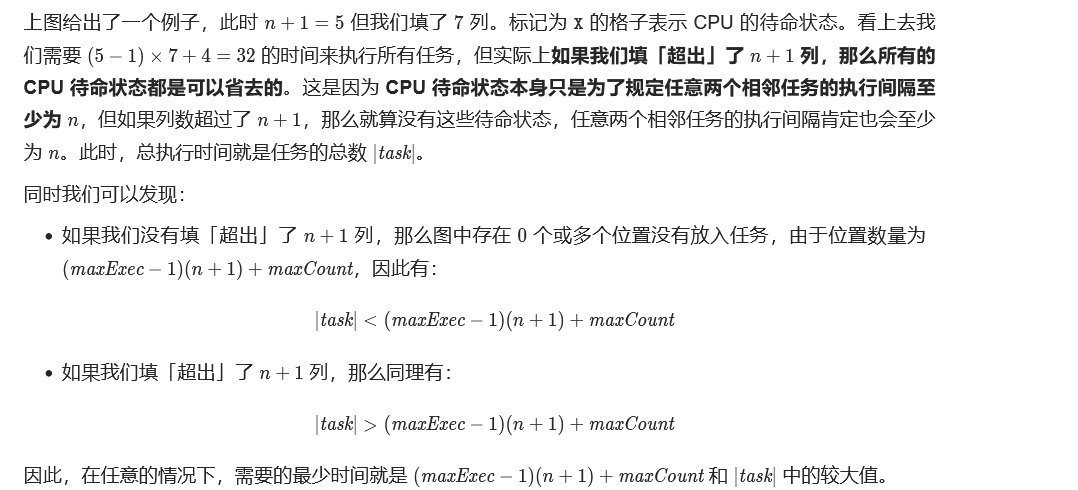 上图给出了一个例子，此时 n + 1 = 5 但我们填了 7 列。标记为 x 的格子表示 CPU 的待命状态。看上去我
们需要 (5 − 1) × 7 + 4 = 32 的时间来执行所有任务，但实际上如果我们填「超出」了 n + 1 列，那么所有的
CPU 待命状态都是可以省去的。这是因为 CPU 待命状态本身只是为了规定任意两个相邻任务的执行间隔至
少为 n，但如果列数超过了 n + 1，那么就算没有这些待命状态，任意两个相邻任务的执行间隔肯定也会至少
为 n。此时，总执行时间就是任务的总数 |task|。
同时我们可以发现：
• 如果我们没有填「超出」了 n + 1 列，那么图中存在 0 个或多个位置没有放入任务，由于位置数量为
(maxExec − 1)(n + 1) + maxCount，因此有：
|task| < (maxExec − 1)(n + 1) + maxCount
• 如果我们填「超出」了 n + 1 列，那么同理有：
|task| > (maxExec − 1)(n + 1) + maxCount
因此，在任意的情况下，需要的最少时间就是 (maxExec − 1)(n + 1) + maxCount 和 |task| 中的较大值。